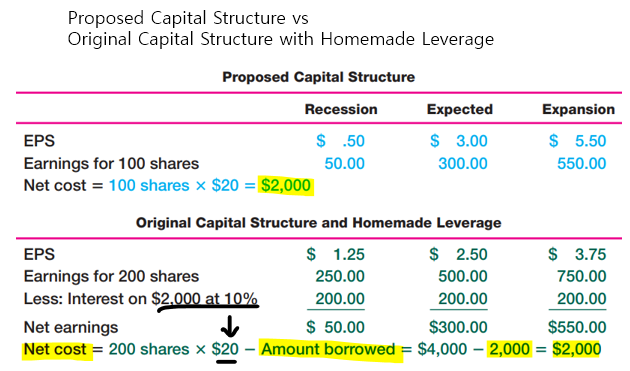 Proposed Capital Structure vs
Original Capital Structure with Homemade Leverage
Proposed Capital Structure
Recession Expected Expansion
EPS $ .50 $ 3.00 $ 5.50
Earnings for 100 shares 50.00 300.00 550.00
Net cost = 100 shares × $20 = $2,000
Original Capital Structure and Homemade Leverage
EPS $ 1.25 $ 2.50 $ 3.75
Earnings for 200 shares 250.00 500.00 750.00
Less: Interest on $2,000 at 10% 200.00 200.00 200.00
Net earnings $ 50.00 $300.00 $550.00
Net cost = 200 shares × $20 − Amount borrowed = $4,000 − 2,000 = $2,000